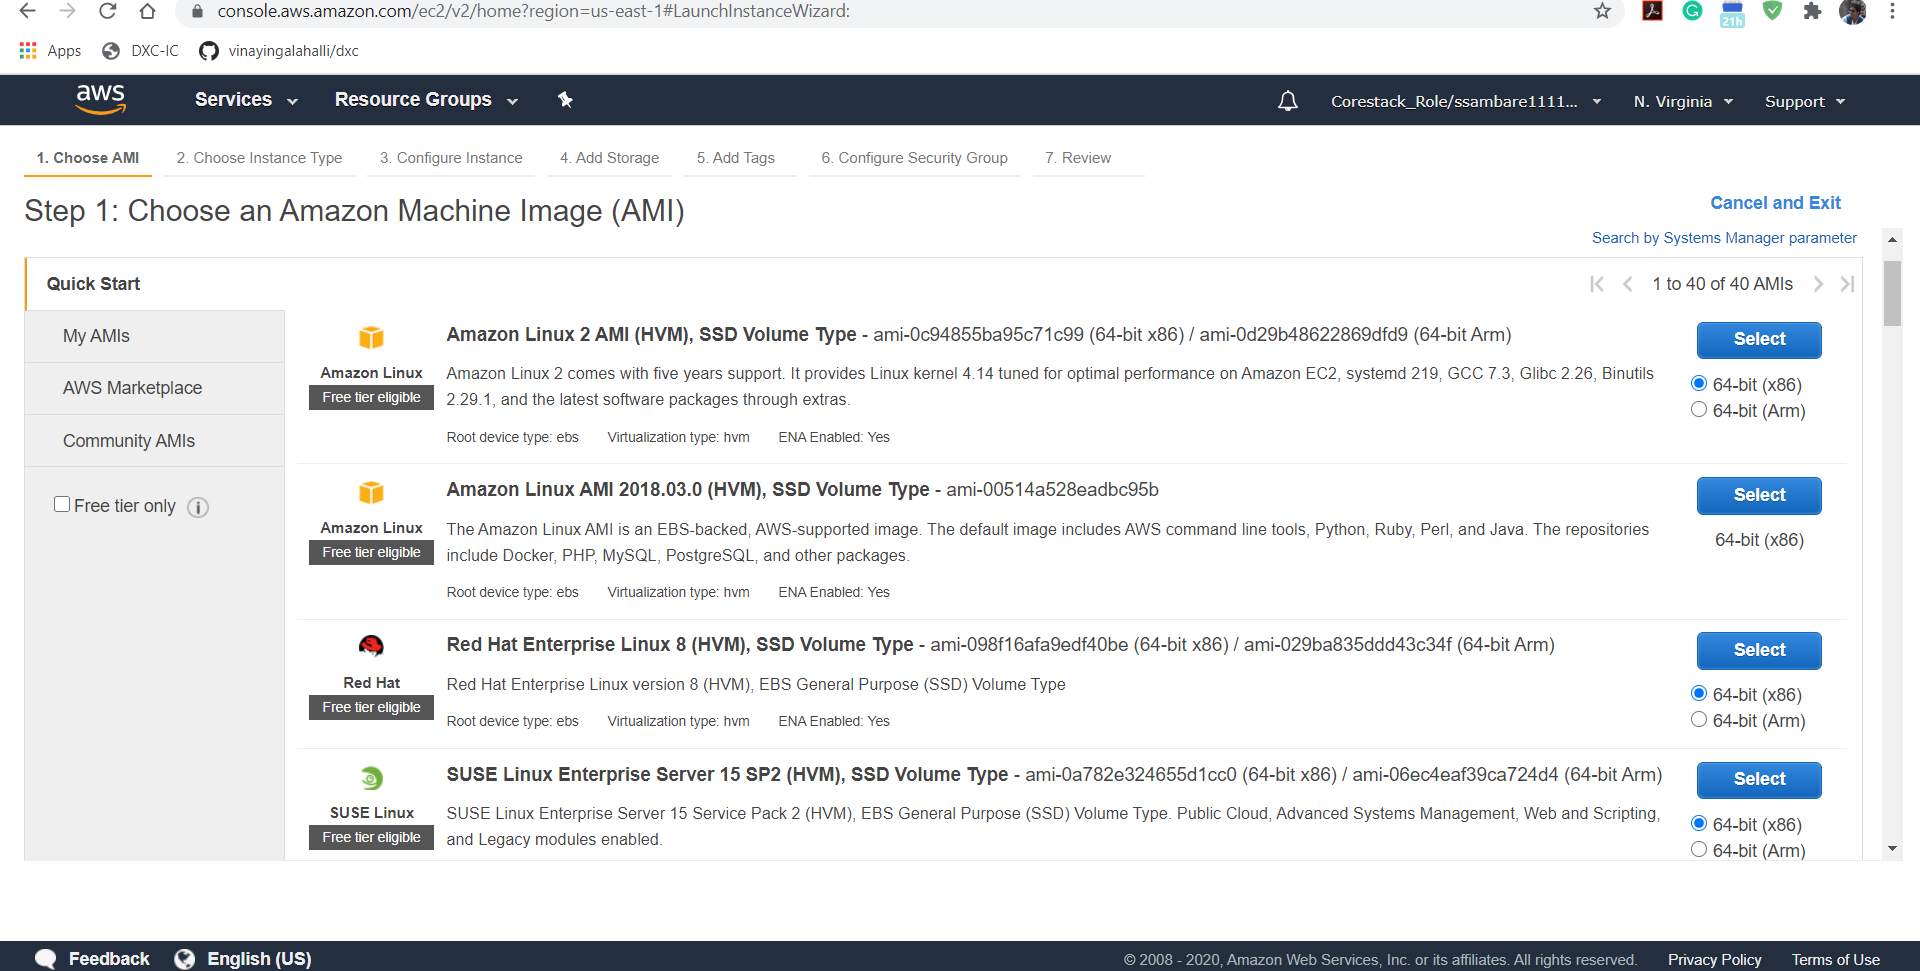 console.aws.amazon.com/ec2/v2/home?region=us-east-1#LaunchInstanceWizard:
21h
Apps DXC-IC vinayingalahalli/dxc
aws Services Resource Groups Corestack_Role/ssambare1111... N. Virginia Support
1. Choose AMI 2. Choose Instance Type 3. Configure Instance 4. Add Storage 5. Add Tags 6. Configure Security Group 7. Review
Step 1: Choose an Amazon Machine Image (AMI)
Cancel and Exit
Search by Systems Manager parameter
Quick Start
1 to 40 of 40 AMIs
My AMIs
AWS Marketplace
Community AMIs
Free tier only
Amazon Linux
Free tier eligible
Amazon Linux 2 AMI (HVM), SSD Volume Type - ami-0c94855ba95c71c99 (64-bit x86) / ami-0d29b48622869dfd9 (64-bit Arm)
Amazon Linux 2 comes with five years support. It provides Linux kernel 4.14 tuned for optimal performance on Amazon EC2, systemd 219, GCC 7.3, Glibc 2.26, Binutils
2.29.1, and the latest software packages through extras.
Root device type: ebs Virtualization type: hvm ENA Enabled: Yes
Select
64-bit (x86)
64-bit (Arm)
Amazon Linux
Free tier eligible
Amazon Linux AMI 2018.03.0 (HVM), SSD Volume Type - ami-00514a528eadbc95b
The Amazon Linux AMI is an EBS-backed, AWS-supported image. The default image includes AWS command line tools, Python, Ruby, Perl, and Java. The repositories
include Docker, PHP, MySQL, PostgreSQL, and other packages.
Root device type: ebs Virtualization type: hvm ENA Enabled: Yes
Select
64-bit (x86)
Red Hat
Free tier eligible
Red Hat Enterprise Linux 8 (HVM), SSD Volume Type - ami-098f16afa9edf40be (64-bit x86) / ami-029ba835ddd43c34f (64-bit Arm)
Red Hat Enterprise Linux version 8 (HVM), EBS General Purpose (SSD) Volume Type
Root device type: ebs Virtualization type: hvm ENA Enabled: Yes
Select
64-bit (x86)
64-bit (Arm)
SUSE Linux
Free tier eligible
SUSE Linux Enterprise Server 15 SP2 (HVM), SSD Volume Type - ami-0a782e324655d1cc0 (64-bit x86) / ami-06ec4eaf39ca724d4 (64-bit Arm)
SUSE Linux Enterprise Server 15 Service Pack 2 (HVM), EBS General Purpose (SSD) Volume Type. Public Cloud, Advanced Systems Management, Web and Scripting,
and Legacy modules enabled.
Select
64-bit (x86)
64-bit (Arm)
Feedback English (US) © 2008 - 2020, Amazon Web Services, Inc. or its affiliates. All rights reserved. Privacy Policy Terms of Use